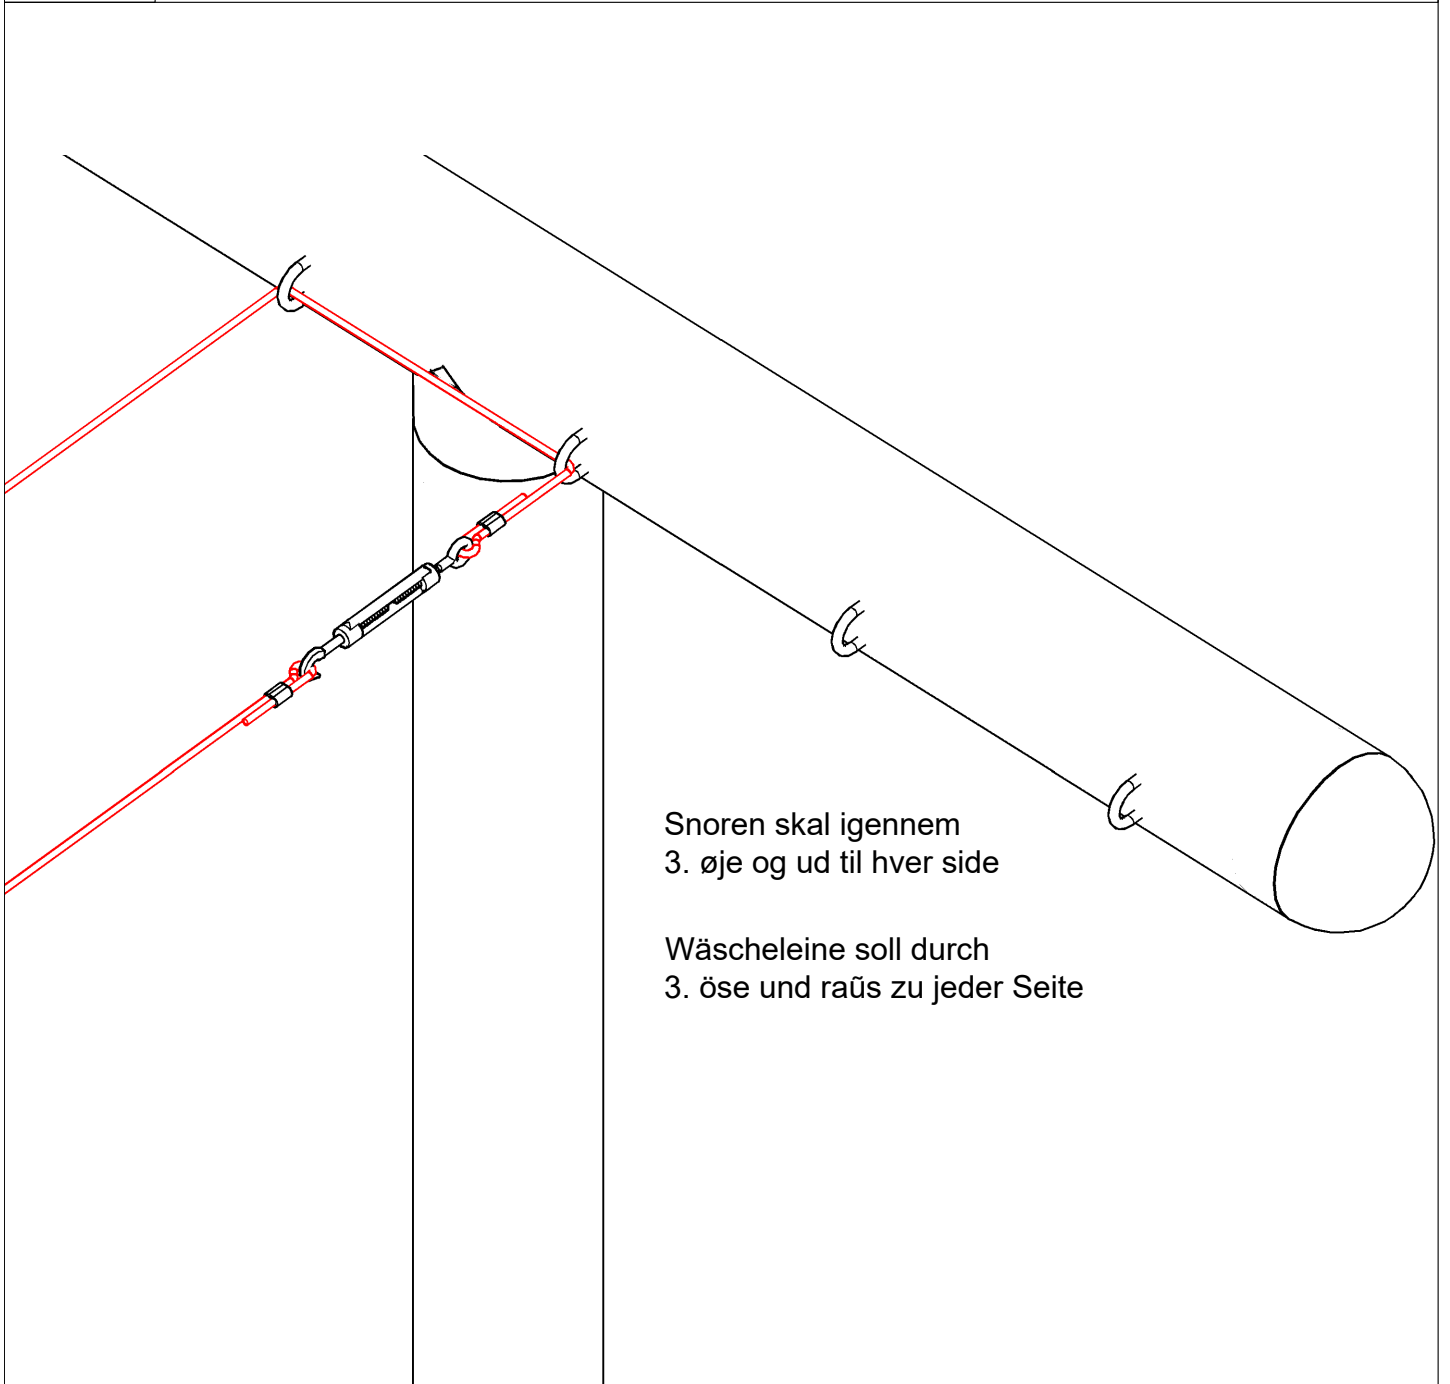 Snoren skal igennem
3. øje og ud til hver side
Wäscheleine soll durch
3. öse und raũs zu jeder Seite